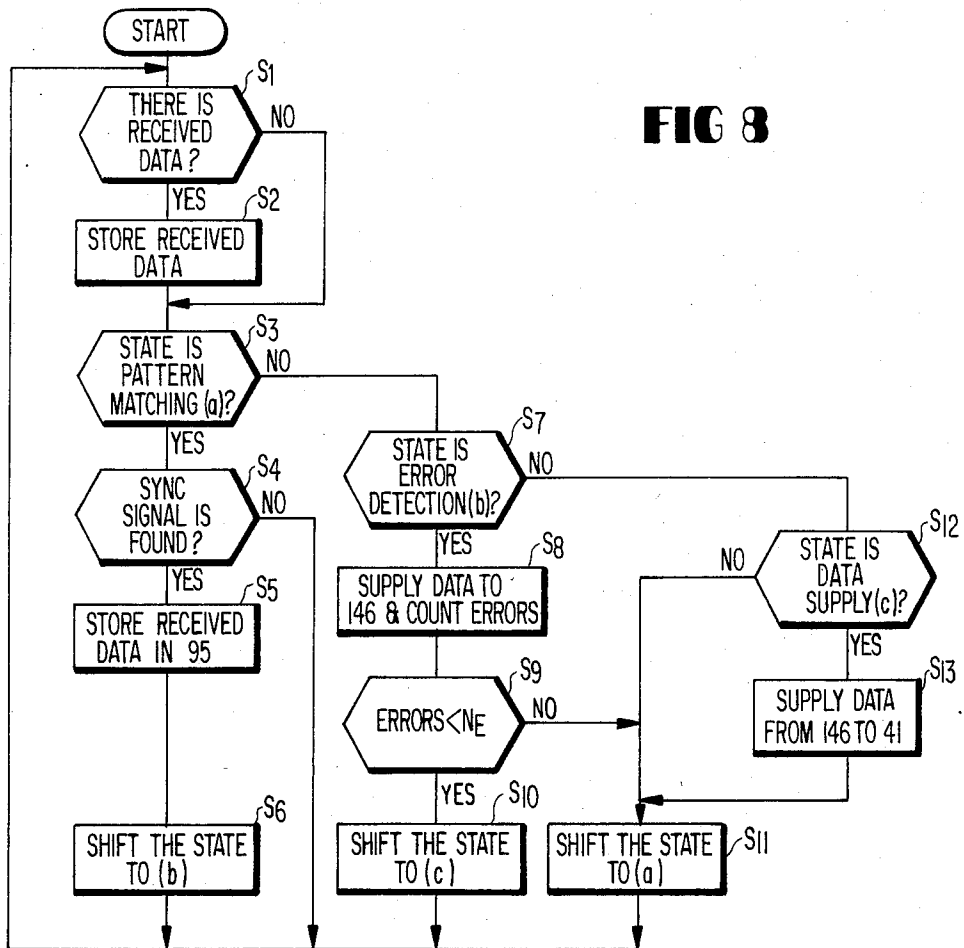 START
FIG 8
S1
THERE IS
RECEIVED
DATA?
NO
YES
S2
STORE RECEIVED
DATA
S3
STATE IS
PATTERN
MATCHING (a)?
NO
YES
S4
SYNC
SIGNAL IS
FOUND?
NO
YES
S5
STORE RECEIVED
DATA IN 95
S6
SHIFT THE STATE
TO (b)
S7
STATE IS
ERROR
DETECTION (b)?
NO
YES
S8
SUPPLY DATA TO
146 & COUNT ERRORS
S9
ERRORS<NE
NO
YES
S10
SHIFT THE STATE
TO (c)
S12
STATE IS
DATA
SUPPLY (c)?
NO
YES
S13
SUPPLY DATA
FROM 146 TO 41
S11
SHIFT THE STATE
TO (a)